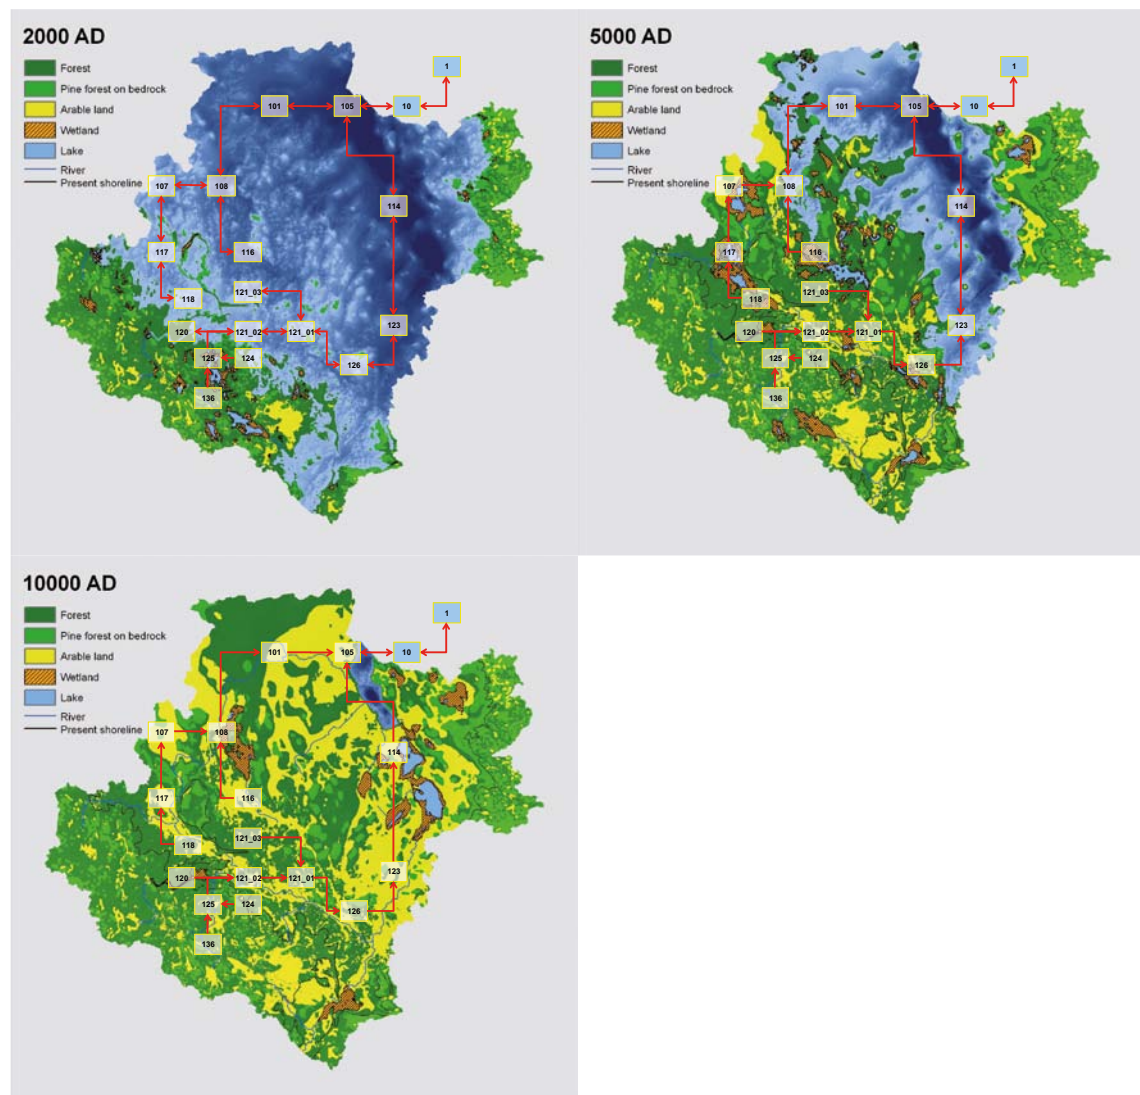 2000 AD
Forest
Pine forest on bedrock
Arable land
Wetland
Lake
River
Present shoreline
1
101
105
10
107
108
114
117
116
118
121_03
120
121_02
121_01
123
125
124
126
136
5000 AD
Forest
Pine forest on bedrock
Arable land
Wetland
Lake
River
Present shoreline
1
101
105
10
107
108
114
117
116
118
121_03
120
121_02
121_01
123
125
124
126
136
10000 AD
Forest
Pine forest on bedrock
Arable land
Wetland
Lake
River
Present shoreline
1
101
105
10
107
108
114
117
116
118
121_03
120
121_02
121_01
123
125
124
126
136